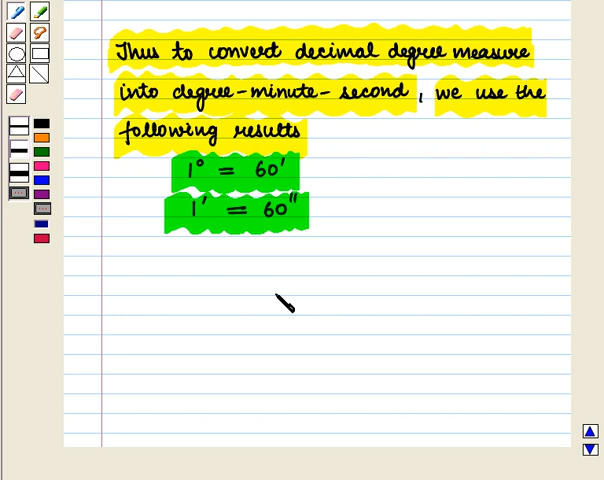 Thus to convert decimal degree measure
into degree-minute-second, we use the
following results
1° = 60'
1' = 60"